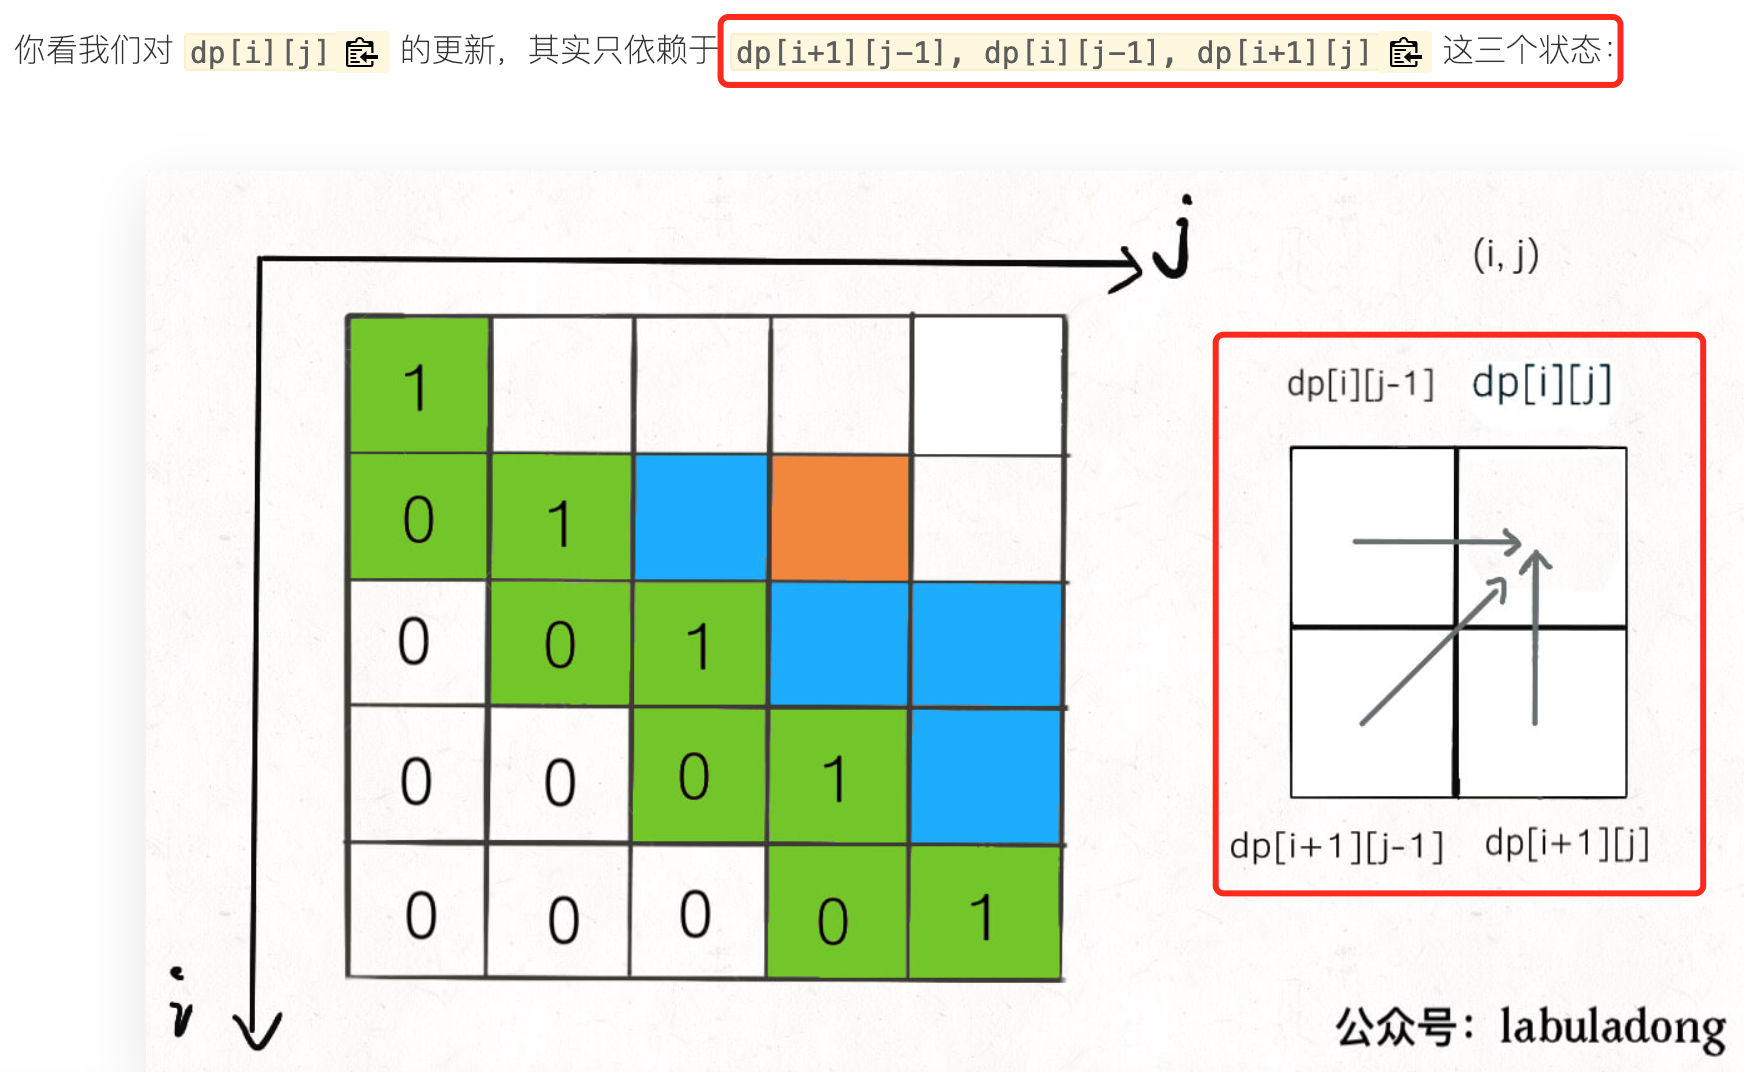 你看我们对 dp[i][j] 的更新，其实只依赖于 dp[i+1][j-1], dp[i][j-1], dp[i+1][j] 这三个状态：
j
(i, j)
dp[i][j-1] dp[i][j]
1
0 1
0 0 1
0 0 0 1
0 0 0 0 1
dp[i+1][j-1] dp[i+1][j]
i
公众号：labuladong